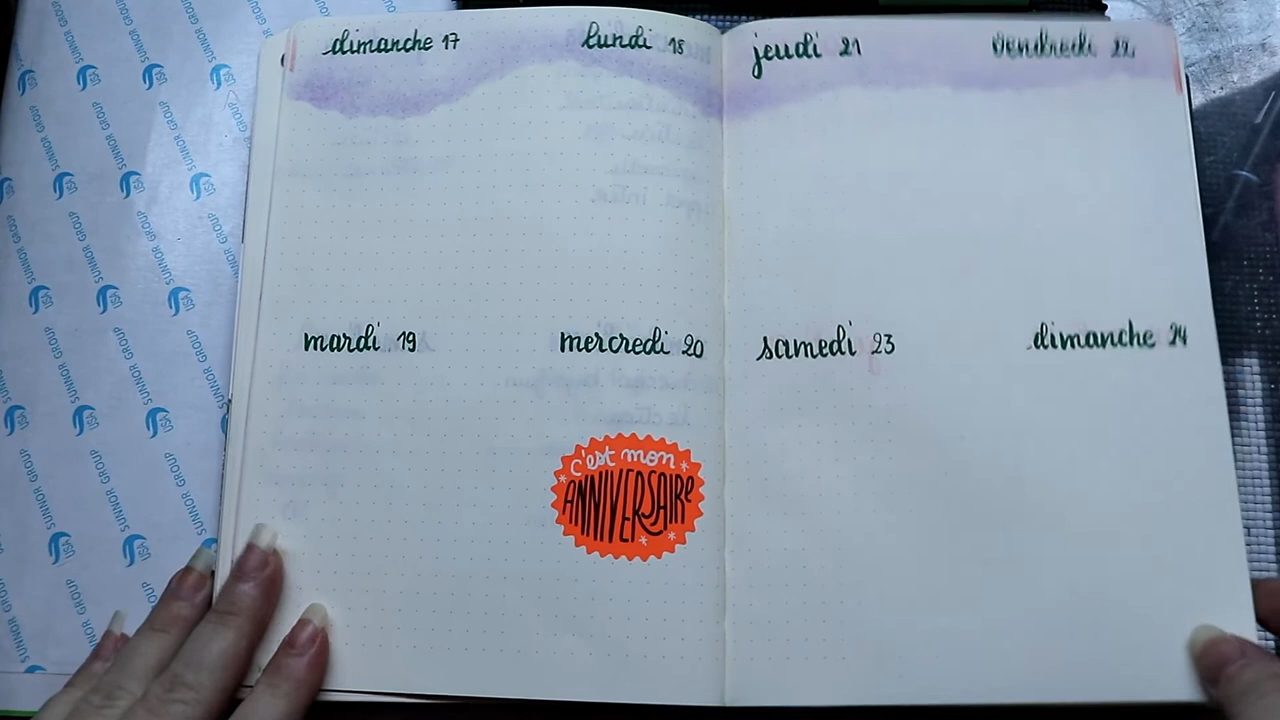 dimanche 17
lundi 18
jeudi 21
vendredi 22
mardi 19
mercredi 20
samedi 23
dimanche 24
c'est mon
ANNIVERSAIRE
SUNNOR GROUP
USA